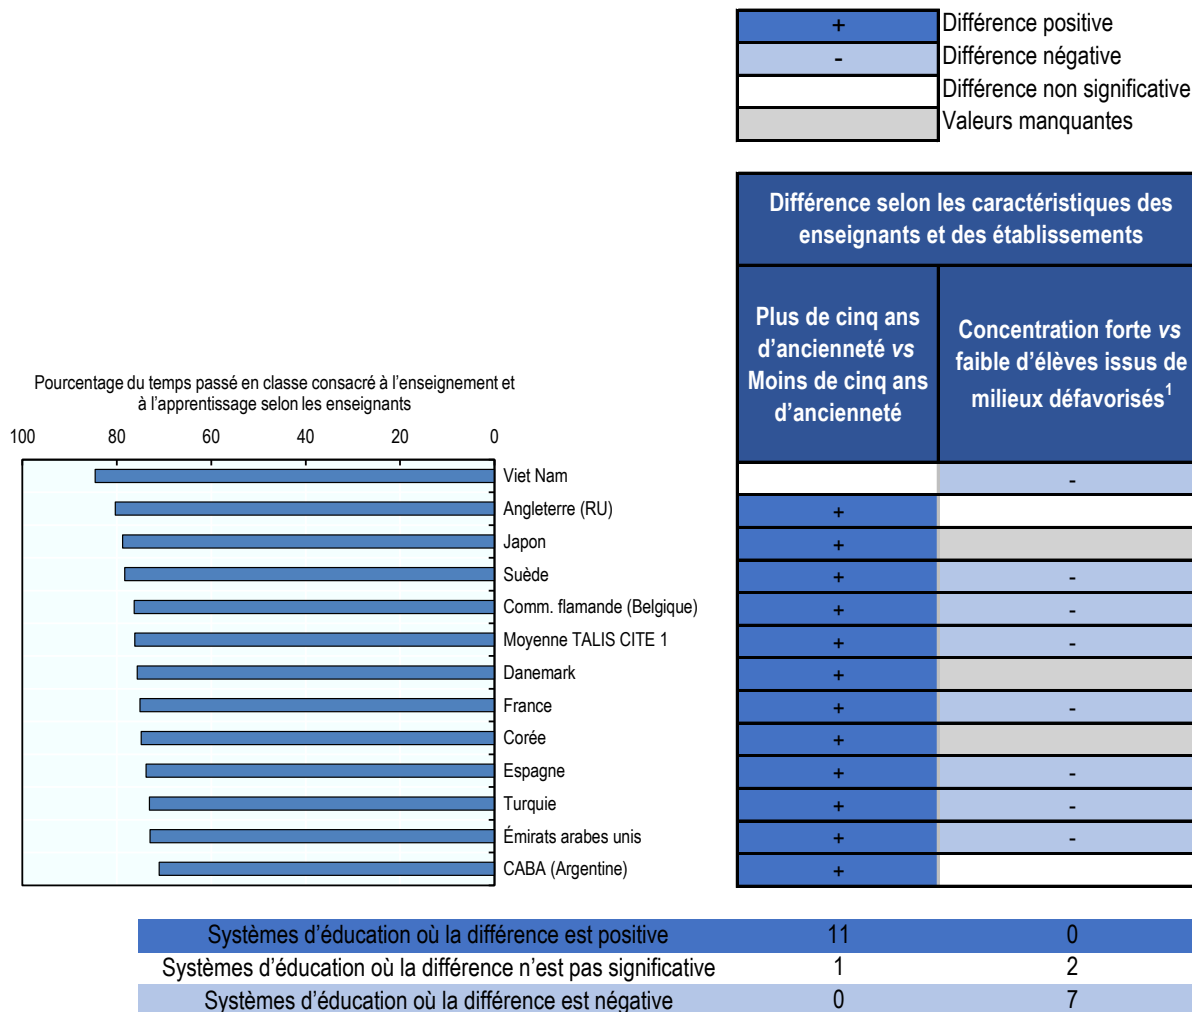 + Différence positive
- Différence négative
Différence non significative
Valeurs manquantes
Différence selon les caractéristiques des
enseignants et des établissements
Plus de cinq ans
d’ancienneté vs
Moins de cinq ans
d’ancienneté
Concentration forte vs
faible d’élèves issus de
milieux défavorisés1
Pourcentage du temps passé en classe consacré à l’enseignement et
à l’apprentissage selon les enseignants
100 80 60 40 20 0
Viet Nam -
Angleterre (RU) +
Japon +
Suède + -
Comm. flamande (Belgique) + -
Moyenne TALIS CITE 1 + -
Danemark +
France + -
Corée +
Espagne + -
Turquie + -
Émirats arabes unis + -
CABA (Argentine) +
Systèmes d’éducation où la différence est positive 11 0
Systèmes d’éducation où la différence n’est pas significative 1 2
Systèmes d’éducation où la différence est négative 0 7